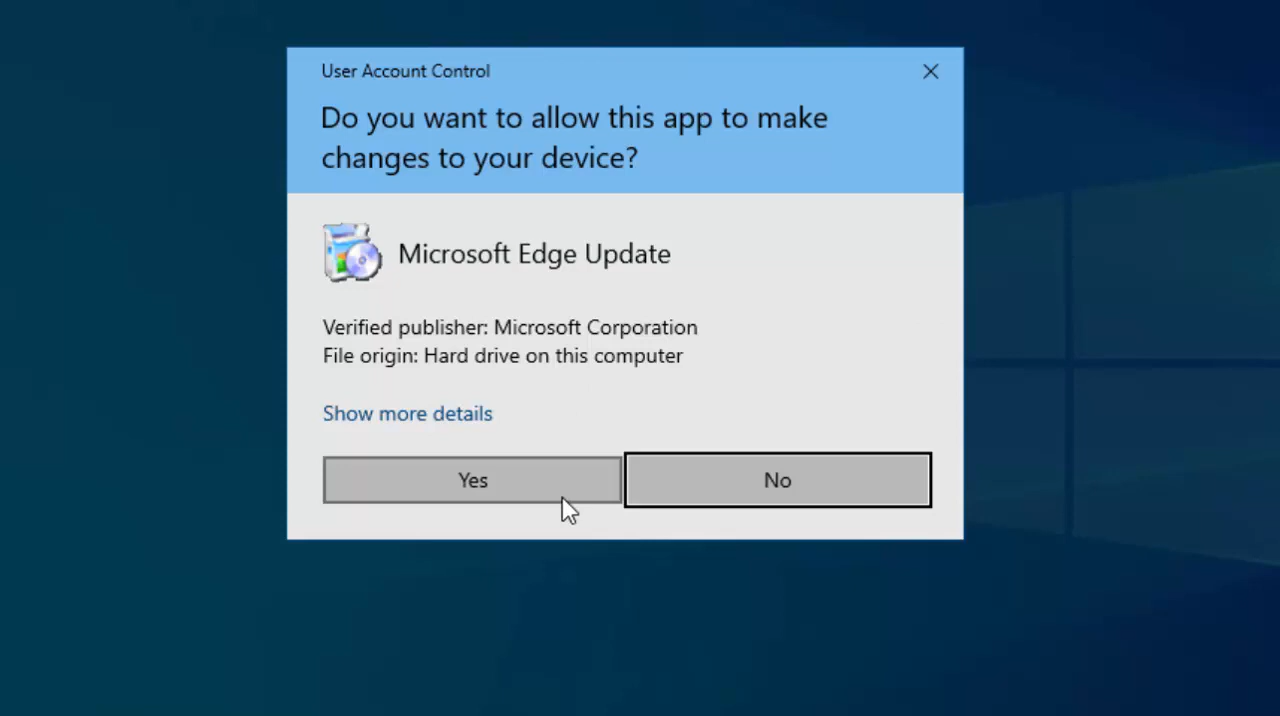 User Account Control
Do you want to allow this app to make
changes to your device?
Microsoft Edge Update
Verified publisher: Microsoft Corporation
File origin: Hard drive on this computer
Show more details
Yes
No